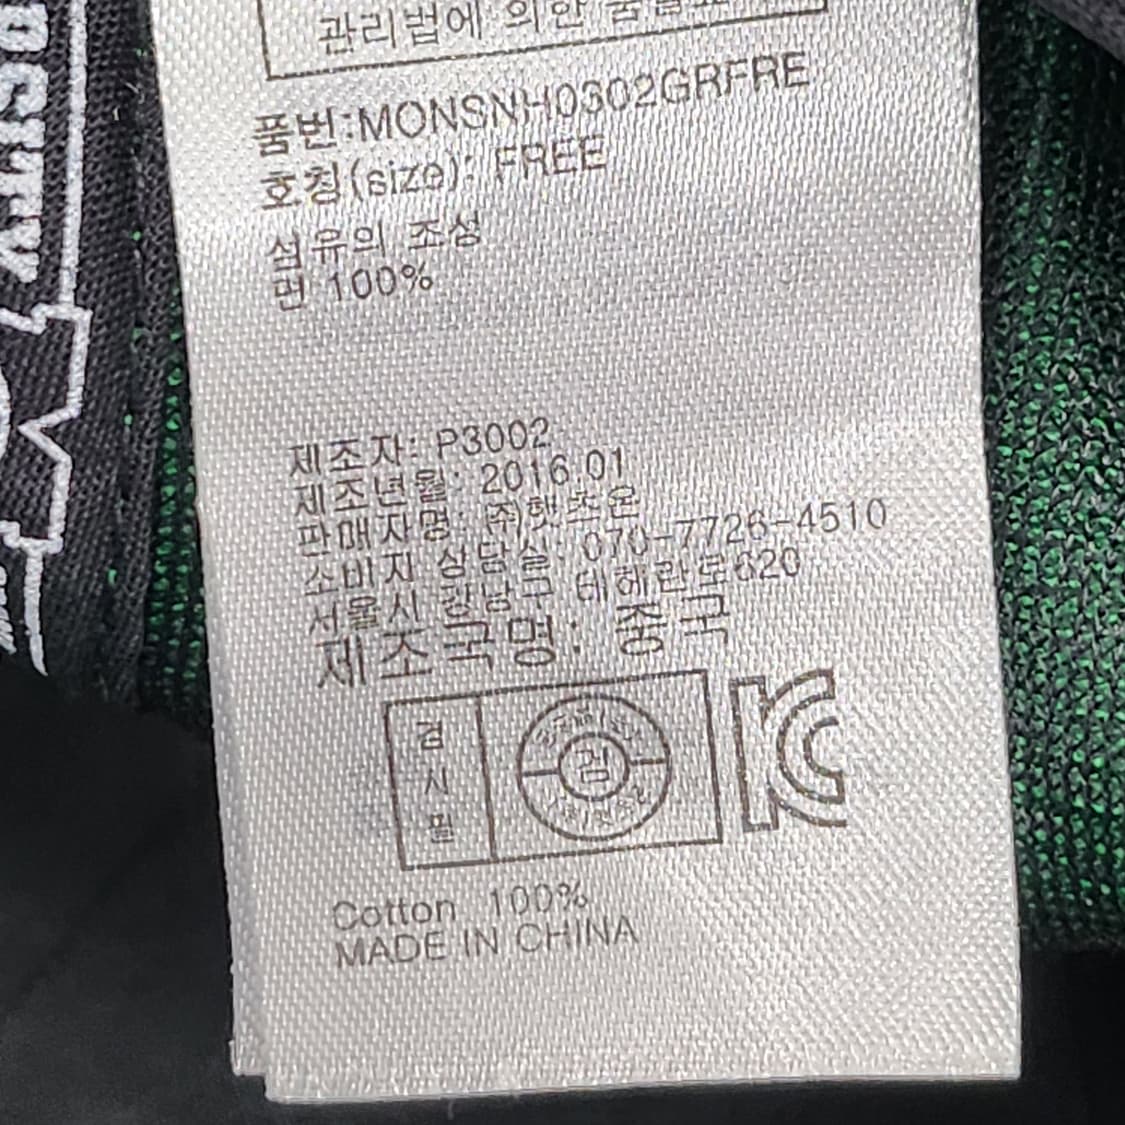 관리법에 의한 품질표
품번:MONSNH0302GRFRE
호칭(size): FREE
섬유의 조성
면 100%
제조자: P3002
제조년월: 2016.01
판매자명: ㈜햇츠온
소비자 상담실: 070-7726-4510
서울시 강남구 테헤란로620
제조국명: 중국
검
사
필
검
Cotton 100%
MADE IN CHINA